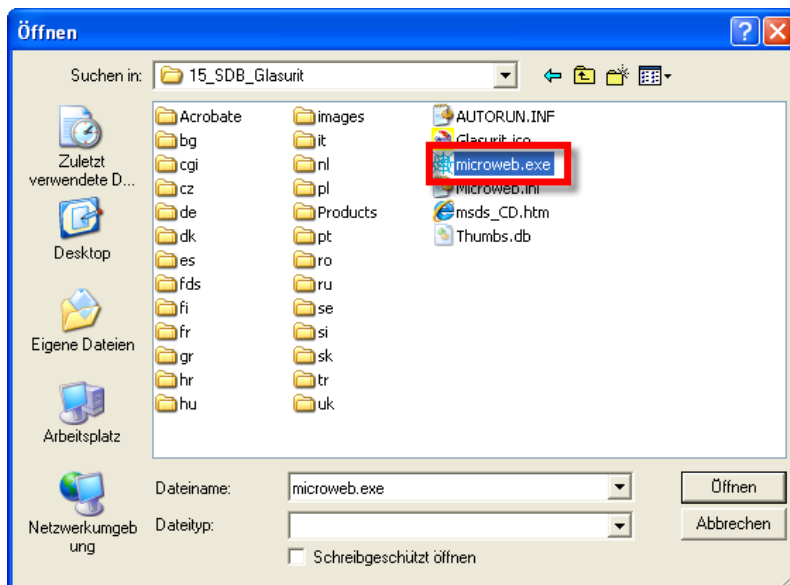 Öffnen
Suchen in:
15_SDB_Glasurit
Zuletzt
verwendete D...
Desktop
Eigene Dateien
Arbeitsplatz
Netzwerkumgeb
ung
Acrobate
bg
cgi
cz
de
dk
es
fds
fi
fr
gr
hr
hu
images
it
nl
pl
Products
pt
ro
ru
se
si
sk
tr
uk
AUTORUN.INF
Glasurit.ico
microweb.exe
Microweb.ini
msds_CD.htm
Thumbs.db
Dateiname:
microweb.exe
Öffnen
Dateityp:
Abbrechen
Schreibgeschützt öffnen